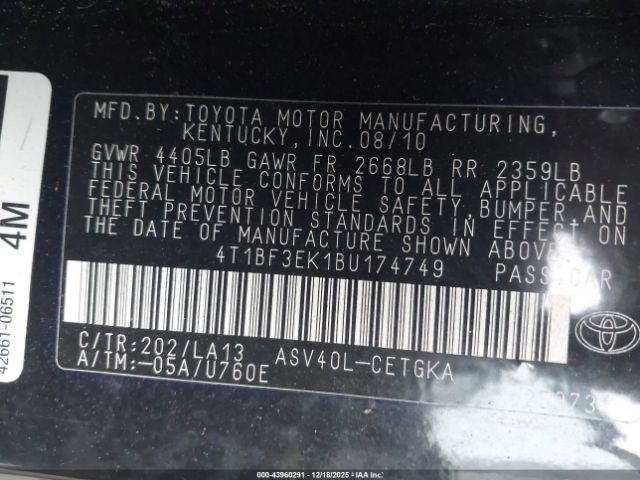 MFD.BY:TOYOTA MOTOR MANUFACTURING,
KENTUCKY,INC.08/10
GVWR 4405LB GAWR FR 2668LB RR 2359LB
THIS VEHICLE CONFORMS TO ALL APPLICABLE
FEDERAL MOTOR VEHICLE SAFETY,BUMPER,AND
THEFT PREVENTION STANDARDS IN EFFECT ON
THE DATE OF MANUFACTURE SHOWN ABOVE.
4T1BF3EK1BU174749 PASS.CAR
C/TR:202/LA13 ASV40L-CETGKA
A/TM:-05A/U760E
4M
42661-06511
000-43960291 - 12/18/2025 - IAAI.COM